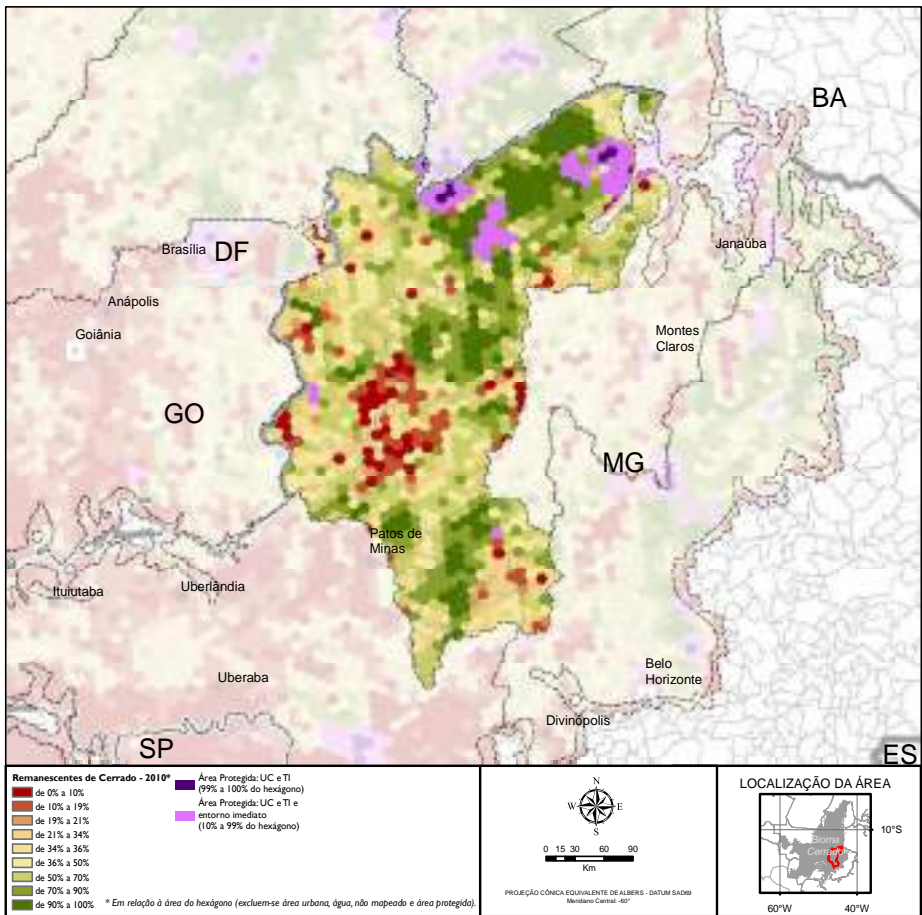 BA
Janaúba
Brasília
DF
Anápolis
Goiânia
Montes
Claros
GO
MG
Patos de
Minas
Ituiutaba
Uberlândia
Uberaba
Belo
Horizonte
Divinópolis
SP
ES
Remanescentes de Cerrado - 2010*
de 0% a 10%
de 10% a 19%
de 19% a 21%
de 21% a 34%
de 34% a 36%
de 36% a 50%
de 50% a 70%
de 70% a 90%
de 90% a 100%
Área Protegida: UC e TI
(99% a 100% do hexágono)
Área Protegida: UC e TI e
entorno imediato
(10% a 99% do hexágono)
* Em relação à área do hexágono (excluem-se área urbana, água, não mapeado e área protegida).
N
W E
S
0 15 30 60 90
Km
PROJEÇÃO CÔNICA EQUIVALENTE DE ALBERS - DATUM SAD69
Meridiano Central: -60°
LOCALIZAÇÃO DA ÁREA
Bioma
Cerrado
10°S
60°W 40°W